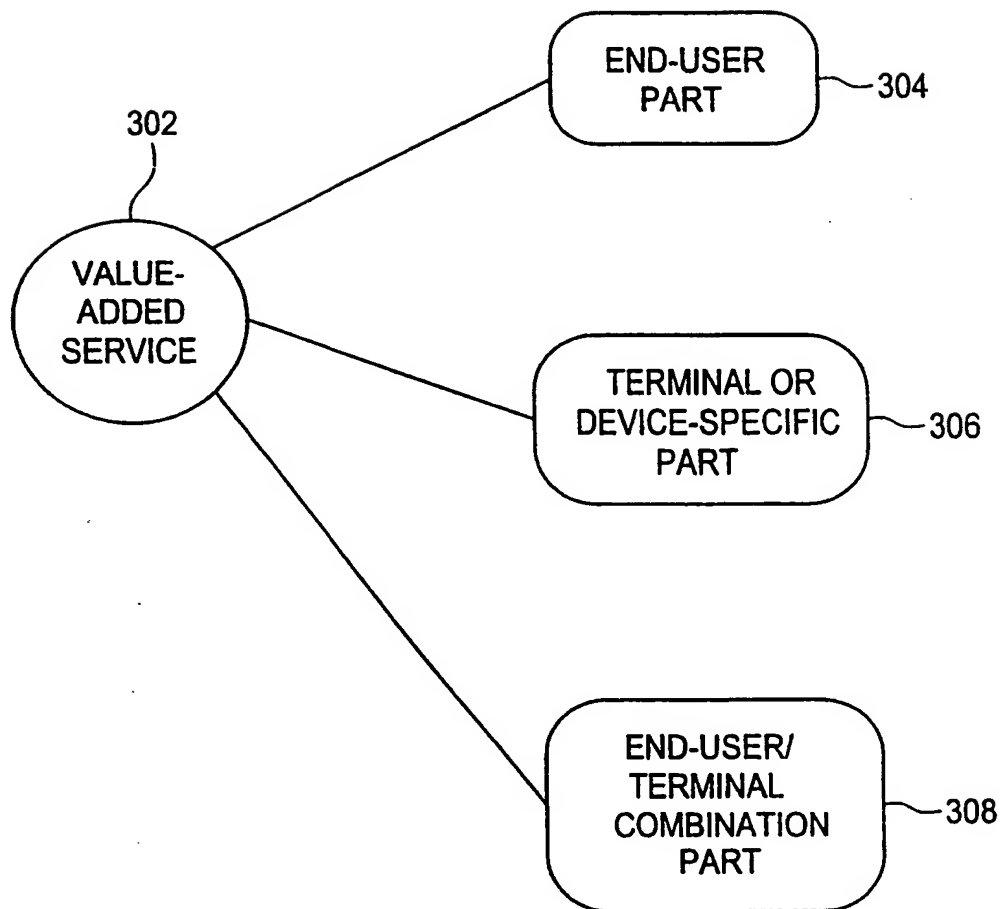 END-USER
PART
304
302
VALUE-
ADDED
SERVICE
TERMINAL OR
DEVICE-SPECIFIC
PART
306
END-USER/
TERMINAL
COMBINATION
PART
308